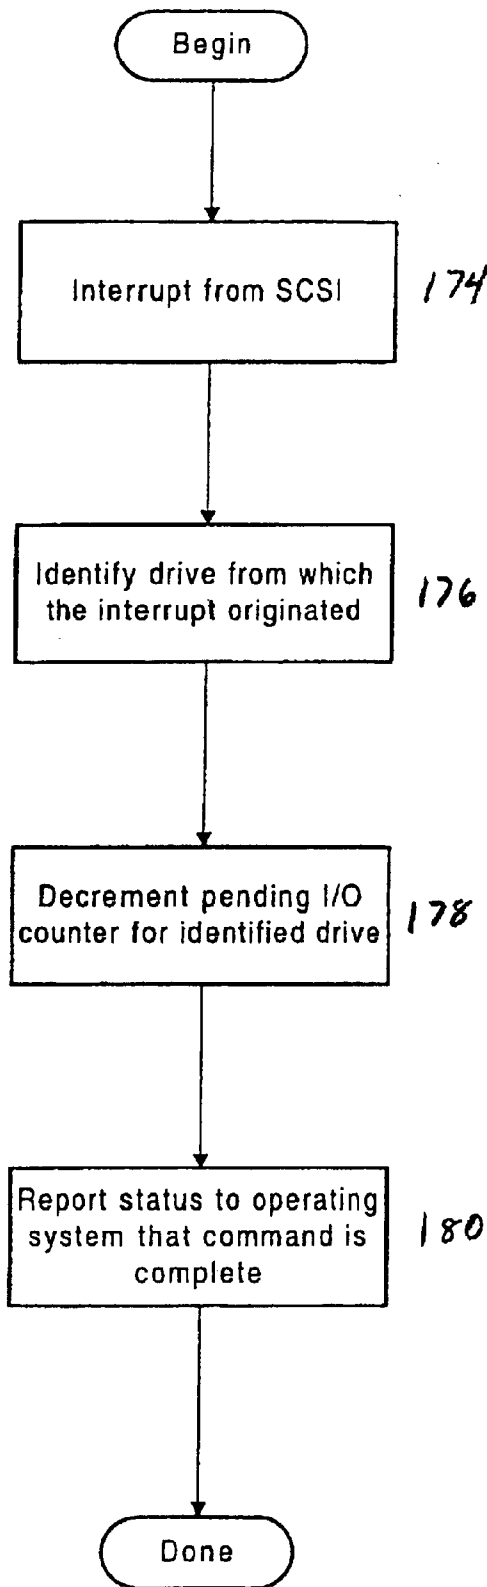 Begin
Interrupt from SCSI
174
Identify drive from which
the interrupt originated
176
Decrement pending I/O
counter for identified drive
178
Report status to operating
system that command is
complete
180
Done